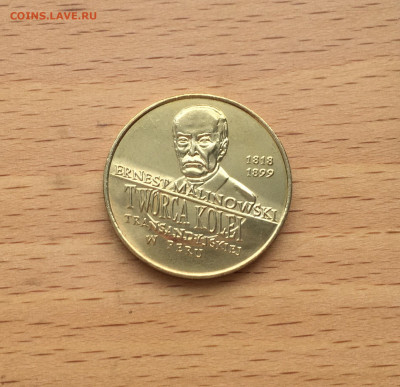 COINS.LAVE.RU
1818
1899
ERNEST MALINOWSKI
TWÓRCA KOLEI
TRANSANDYJSKIEJ
W PERU